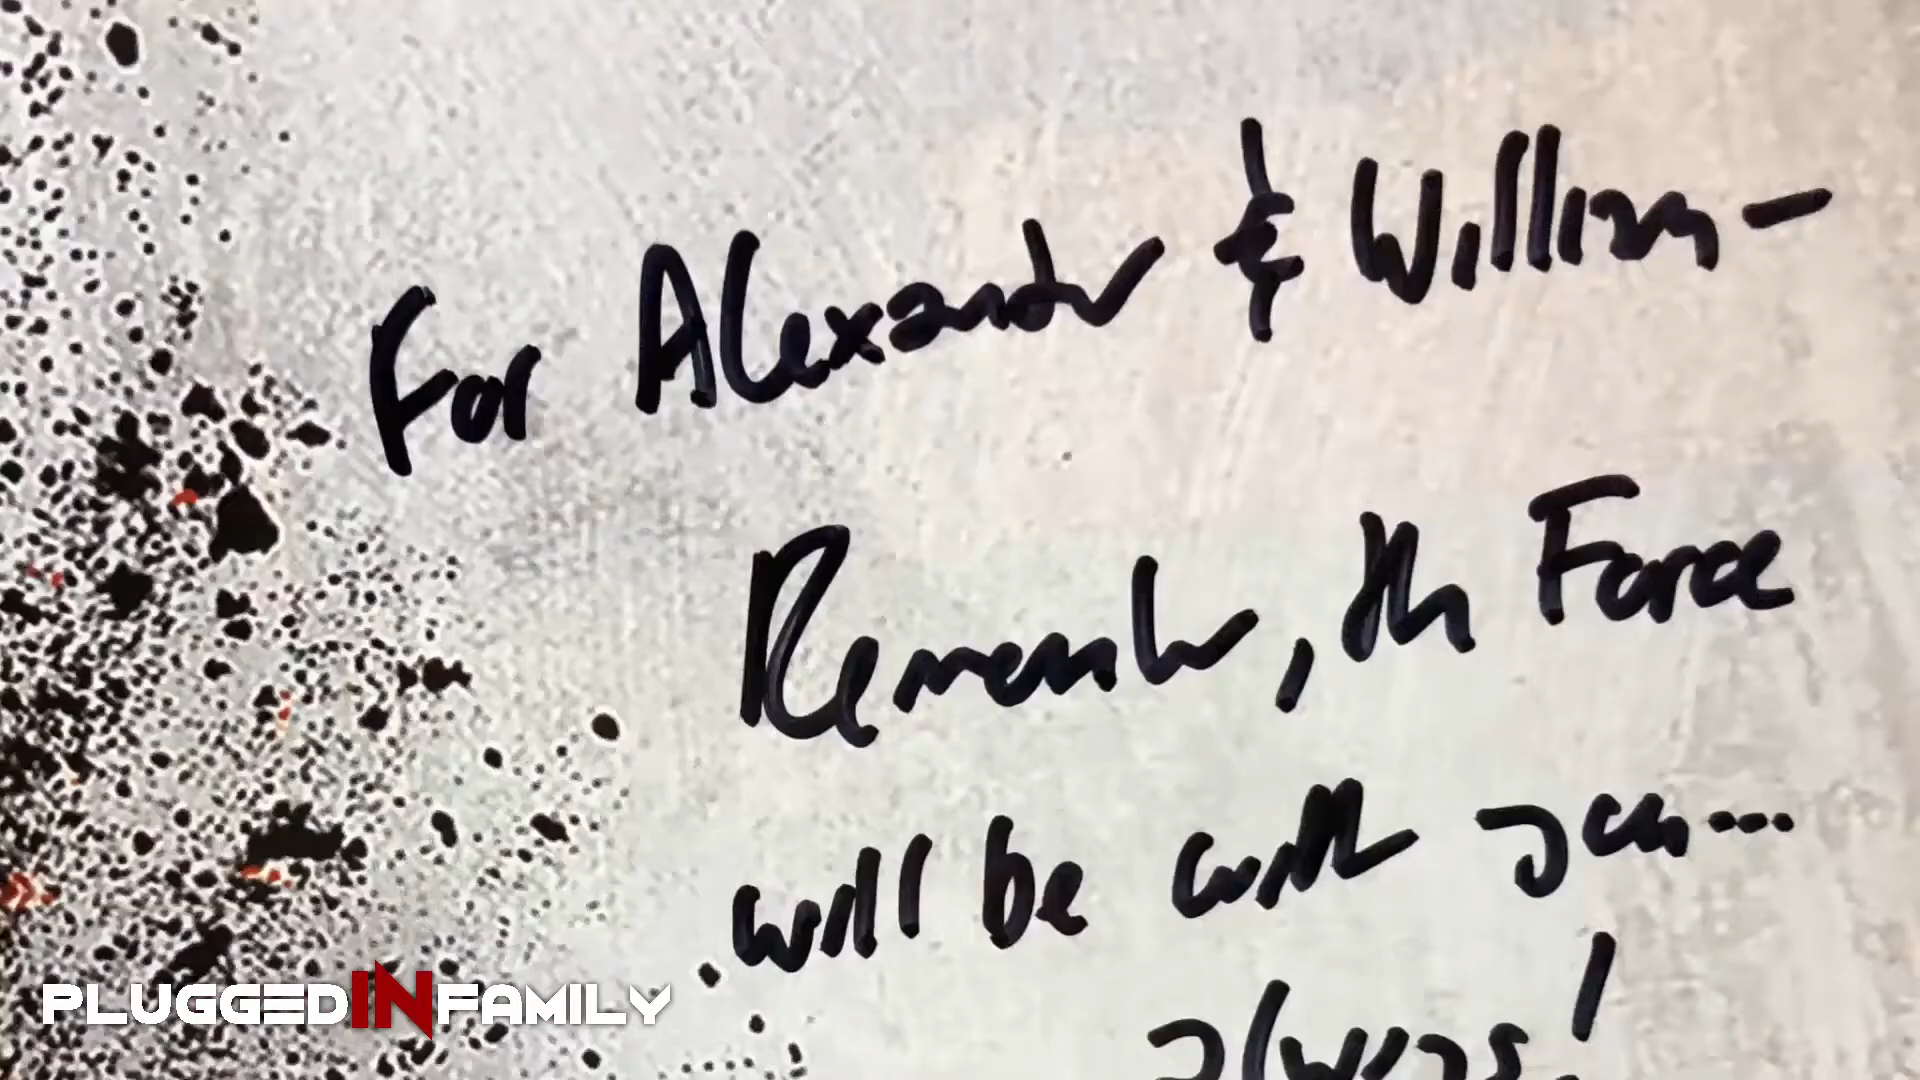 For Alexander & William—
Remember, the Force
will be with you...
always!
PLUGGEDINFAMILY